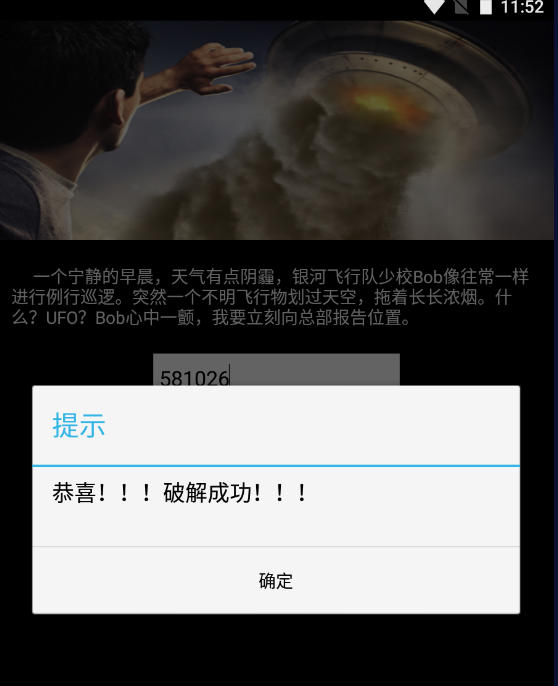 11:52
一个宁静的早晨，天气有点阴霾，银河飞行队少校Bob像往常一样
进行例行巡逻。突然一个不明飞行物划过天空，拖着长长浓烟。什
么？UFO？Bob心中一颤，我要立刻向总部报告位置。
581026
提示
恭喜！！！破解成功！！！
确定